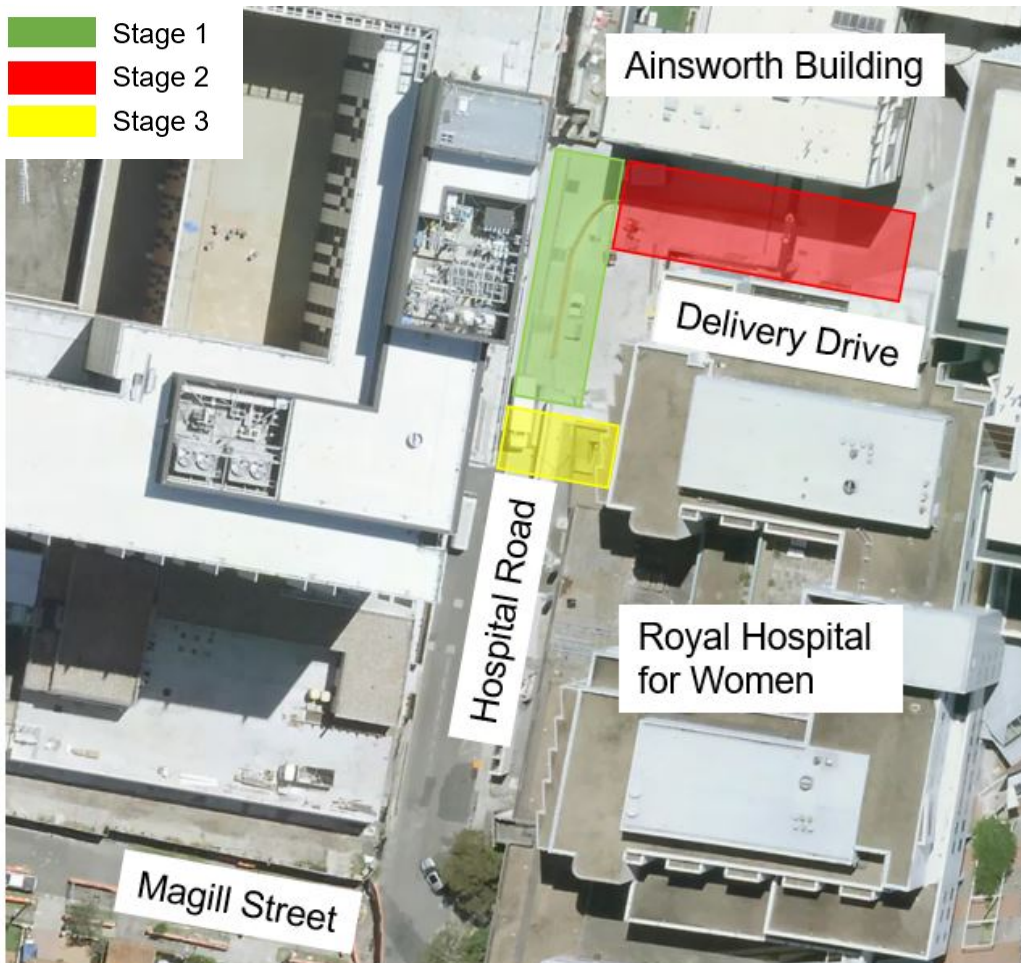 Stage 1
Stage 2
Stage 3
Ainsworth Building
Delivery Drive
Hospital Road
Royal Hospital
for Women
Magill Street